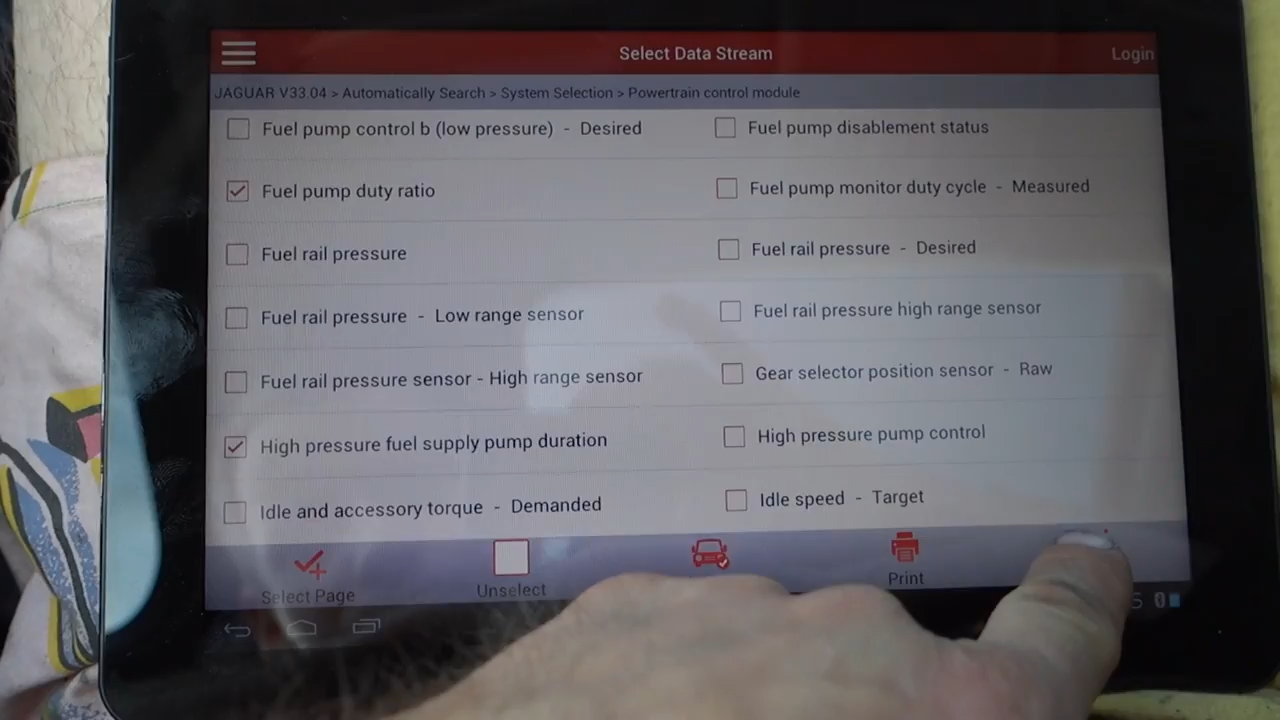 Select Data Stream
Login
JAGUAR V33.04 > Automatically Search > System Selection > Powertrain control module
Fuel pump control b (low pressure) - Desired
Fuel pump disablement status
Fuel pump duty ratio
Fuel pump monitor duty cycle - Measured
Fuel rail pressure
Fuel rail pressure - Desired
Fuel rail pressure - Low range sensor
Fuel rail pressure high range sensor
Fuel rail pressure sensor - High range sensor
Gear selector position sensor - Raw
High pressure fuel supply pump duration
High pressure pump control
Idle and accessory torque - Demanded
Idle speed - Target
Select Page
Unselect
Print